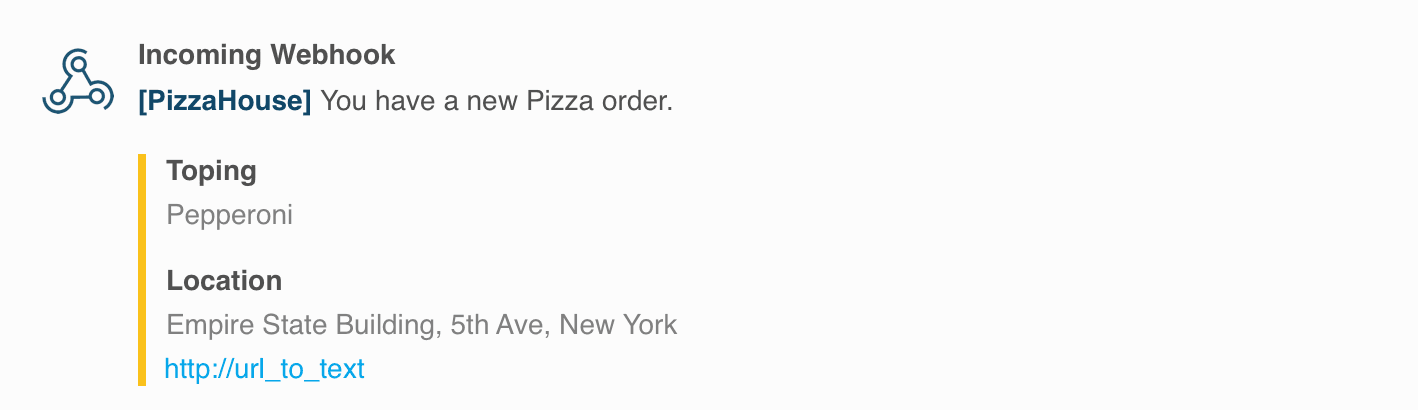 Incoming Webhook
[PizzaHouse] You have a new Pizza order.
Toping
Pepperoni
Location
Empire State Building, 5th Ave, New York
http://url_to_text